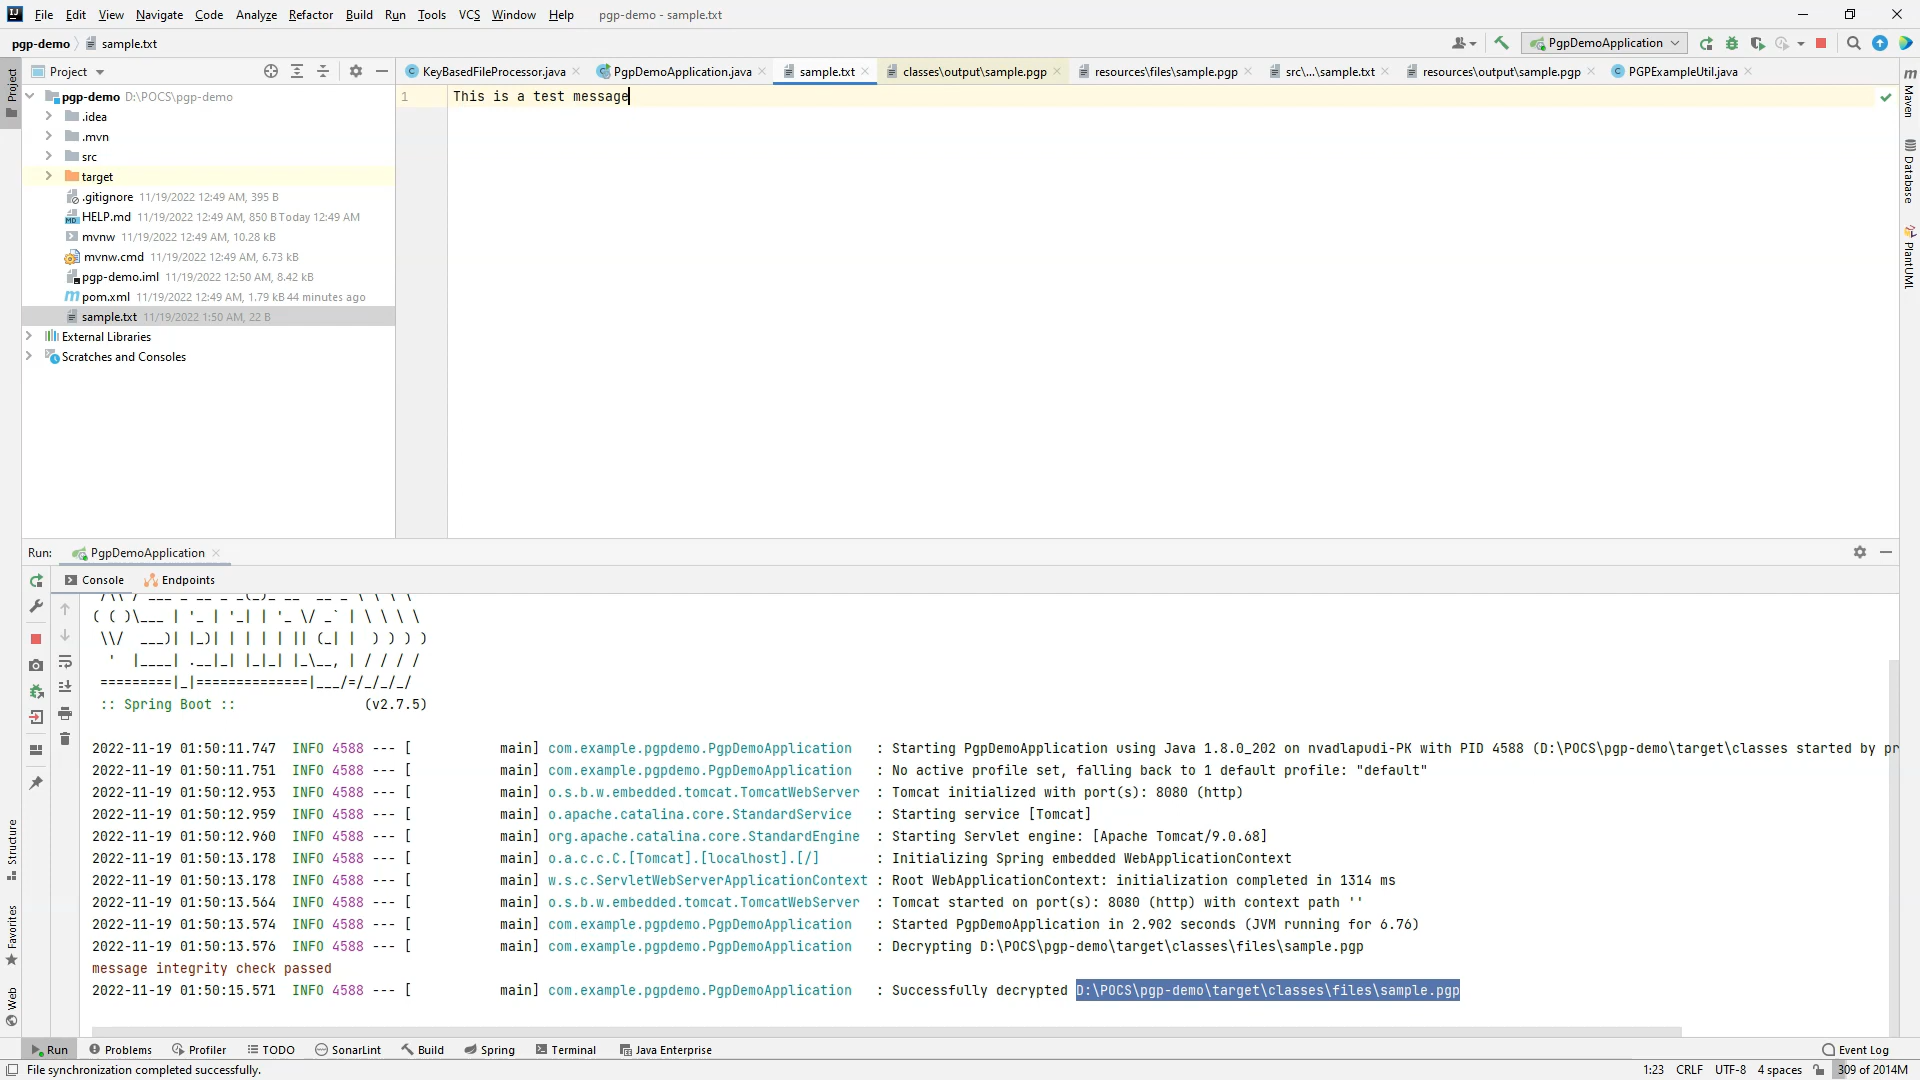 File Edit View Navigate Code Analyze Refactor Build Run Tools VCS Window Help pgp-demo - sample.txt
pgp-demo sample.txt PgpDemoApplication
Project KeyBasedFileProcessor.java PgpDemoApplication.java sample.txt classes\output\sample.pgp resources\files\sample.pgp src\...\sample.txt resources\output\sample.pgp PGPExampleUtil.java
Project
Maven
Database
PlantUML
pgp-demo D:\POCS\pgp-demo
.idea
.mvn
src
target
.gitignore 11/19/2022 12:49 AM, 395 B
HELP.md 11/19/2022 12:49 AM, 850 B Today 12:49 AM
mvnw 11/19/2022 12:49 AM, 10.28 kB
mvnw.cmd 11/19/2022 12:49 AM, 6.73 kB
pgp-demo.iml 11/19/2022 12:50 AM, 8.42 kB
pom.xml 11/19/2022 12:49 AM, 1.79 kB 44 minutes ago
sample.txt 11/19/2022 1:50 AM, 22 B
External Libraries
Scratches and Consoles
1 This is a test message
Run: PgpDemoApplication
Console Endpoints
:: Spring Boot :: (v2.7.5)
2022-11-19 01:50:11.747 INFO 4588 --- [ main] com.example.pgpdemo.PgpDemoApplication : Starting PgpDemoApplication using Java 1.8.0_202 on nvadlapudi-PK with PID 4588 (D:\POCS\pgp-demo\target\classes started by pr
2022-11-19 01:50:11.751 INFO 4588 --- [ main] com.example.pgpdemo.PgpDemoApplication : No active profile set, falling back to 1 default profile: "default"
2022-11-19 01:50:12.953 INFO 4588 --- [ main] o.s.b.w.embedded.tomcat.TomcatWebServer : Tomcat initialized with port(s): 8080 (http)
2022-11-19 01:50:12.959 INFO 4588 --- [ main] o.apache.catalina.core.StandardService : Starting service [Tomcat]
2022-11-19 01:50:12.960 INFO 4588 --- [ main] org.apache.catalina.core.StandardEngine : Starting Servlet engine: [Apache Tomcat/9.0.68]
2022-11-19 01:50:13.178 INFO 4588 --- [ main] o.a.c.c.C.[Tomcat].[localhost].[/] : Initializing Spring embedded WebApplicationContext
2022-11-19 01:50:13.178 INFO 4588 --- [ main] w.s.c.ServletWebServerApplicationContext : Root WebApplicationContext: initialization completed in 1314 ms
2022-11-19 01:50:13.564 INFO 4588 --- [ main] o.s.b.w.embedded.tomcat.TomcatWebServer : Tomcat started on port(s): 8080 (http) with context path ''
2022-11-19 01:50:13.574 INFO 4588 --- [ main] com.example.pgpdemo.PgpDemoApplication : Started PgpDemoApplication in 2.902 seconds (JVM running for 6.76)
2022-11-19 01:50:13.576 INFO 4588 --- [ main] com.example.pgpdemo.PgpDemoApplication : Decrypting D:\POCS\pgp-demo\target\classes\files\sample.pgp
message integrity check passed
2022-11-19 01:50:15.571 INFO 4588 --- [ main] com.example.pgpdemo.PgpDemoApplication : Successfully decrypted D:\POCS\pgp-demo\target\classes\files\sample.pgp
Structure
Favorites
Web
Run Problems Profiler TODO SonarLint Build Spring Terminal Java Enterprise Event Log
File synchronization completed successfully. 1:23 CRLF UTF-8 4 spaces 309 of 2014M